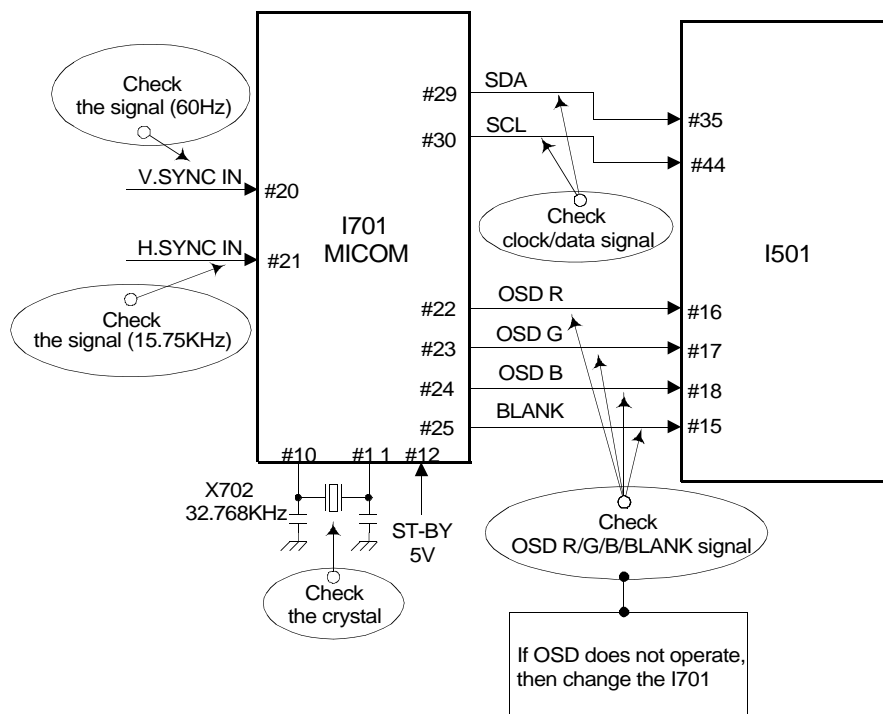 Check
the signal (60Hz)
V.SYNC IN
#20
H.SYNC IN
#21
Check
the signal (15.75KHz)
I701
MICOM
#29
#30
#22
#23
#24
#25
#10
#1 1
#12
SDA
SCL
Check
clock/data signal
OSD R
OSD G
OSD B
BLANK
#35
#44
I501
#16
#17
#18
#15
X702
32.768KHz
ST-BY
5V
Check
the crystal
Check
OSD R/G/B/BLANK signal
If OSD does not operate,
then change the I701